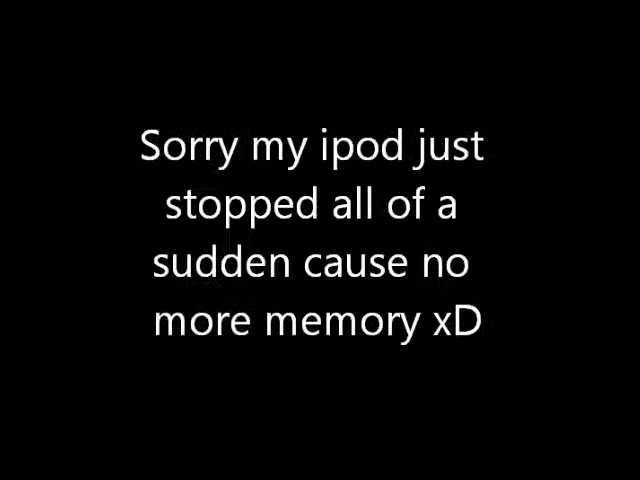 Sorry my ipod just
stopped all of a
sudden cause no
more memory xD